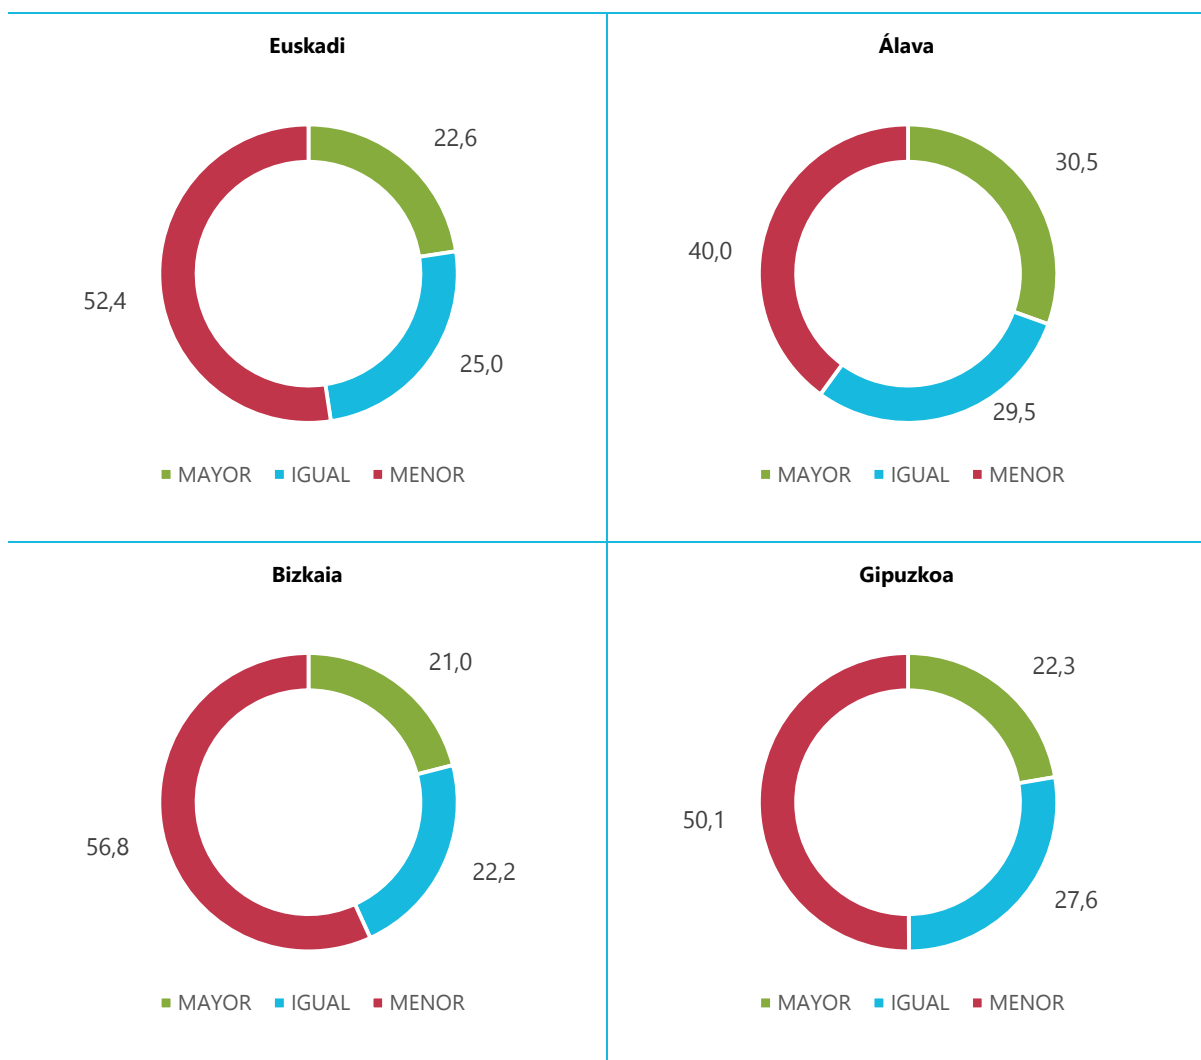 Euskadi
22,6
52,4
25,0
MAYOR IGUAL MENOR
Álava
30,5
40,0
29,5
MAYOR IGUAL MENOR
Bizkaia
21,0
56,8
22,2
MAYOR IGUAL MENOR
Gipuzkoa
22,3
50,1
27,6
MAYOR IGUAL MENOR